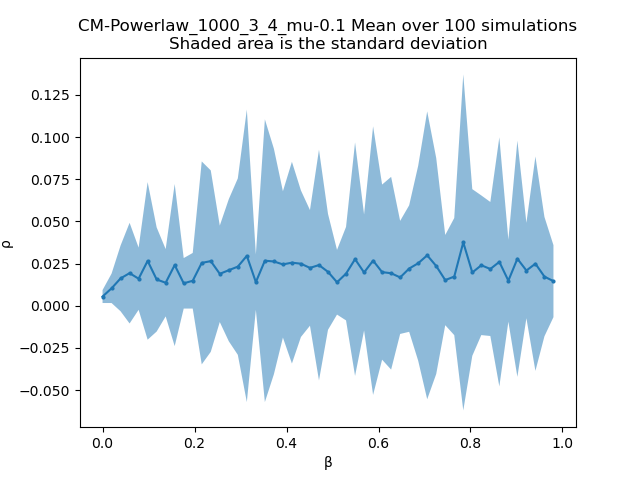 CM-Powerlaw_1000_3_4_mu-0.1 Mean over 100 simulations
Shaded area is the standard deviation
0.125
0.100
0.075
0.050
0.025
0.000
−0.025
−0.050
ρ
0.0 0.2 0.4 0.6 0.8 1.0
β